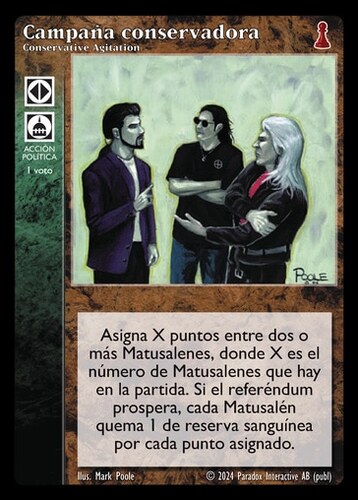 Campaña conservadora
Conservative Agitation
ACCIÓN
POLÍTICA
1 voto
POOLE
Asigna X puntos entre dos o
más Matusalenes, donde X es el
número de Matusalenes que hay
en la partida. Si el referéndum
prospera, cada Matusalén
quema 1 de reserva sanguínea
por cada punto asignado.
Ilus. Mark Poole
© 2024 Paradox Interactive AB (publ)